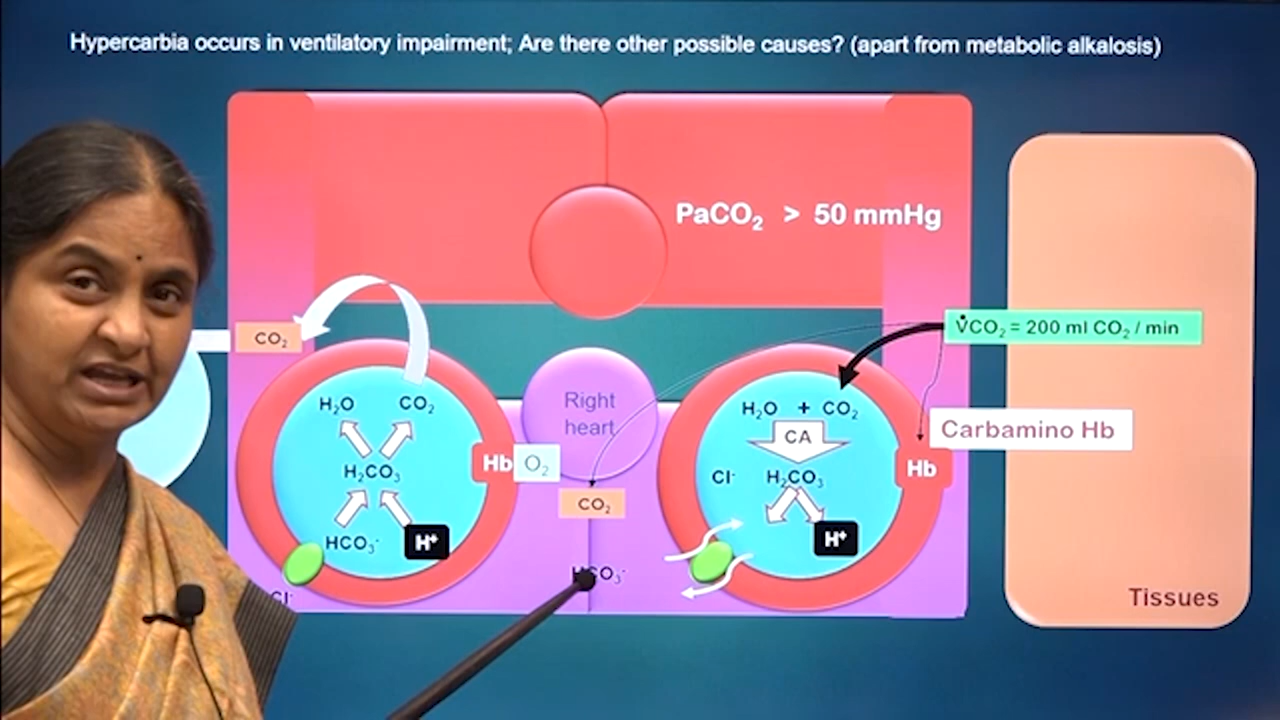 Hypercarbia occurs in ventilatory impairment; Are there other possible causes? (apart from metabolic alkalosis)
PaCO₂ > 50 mmHg
CO₂
V̇CO₂ = 200 ml CO₂ / min
H₂O CO₂
H₂CO₃
HCO₃⁻ H⁺
Cl⁻
Hb O₂
Right
heart
CO₂
HCO₃⁻
H₂O + CO₂
CA
Cl⁻ H₂CO₃
H⁺
Hb
Carbamino Hb
Tissues